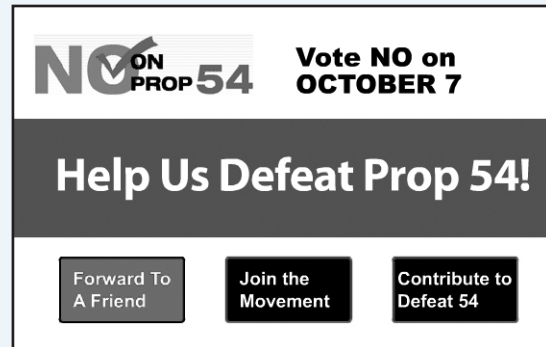 NO ON
PROP 54
Vote NO on
OCTOBER 7
Help Us Defeat Prop 54!
Forward To
A Friend
Join the
Movement
Contribute to
Defeat 54